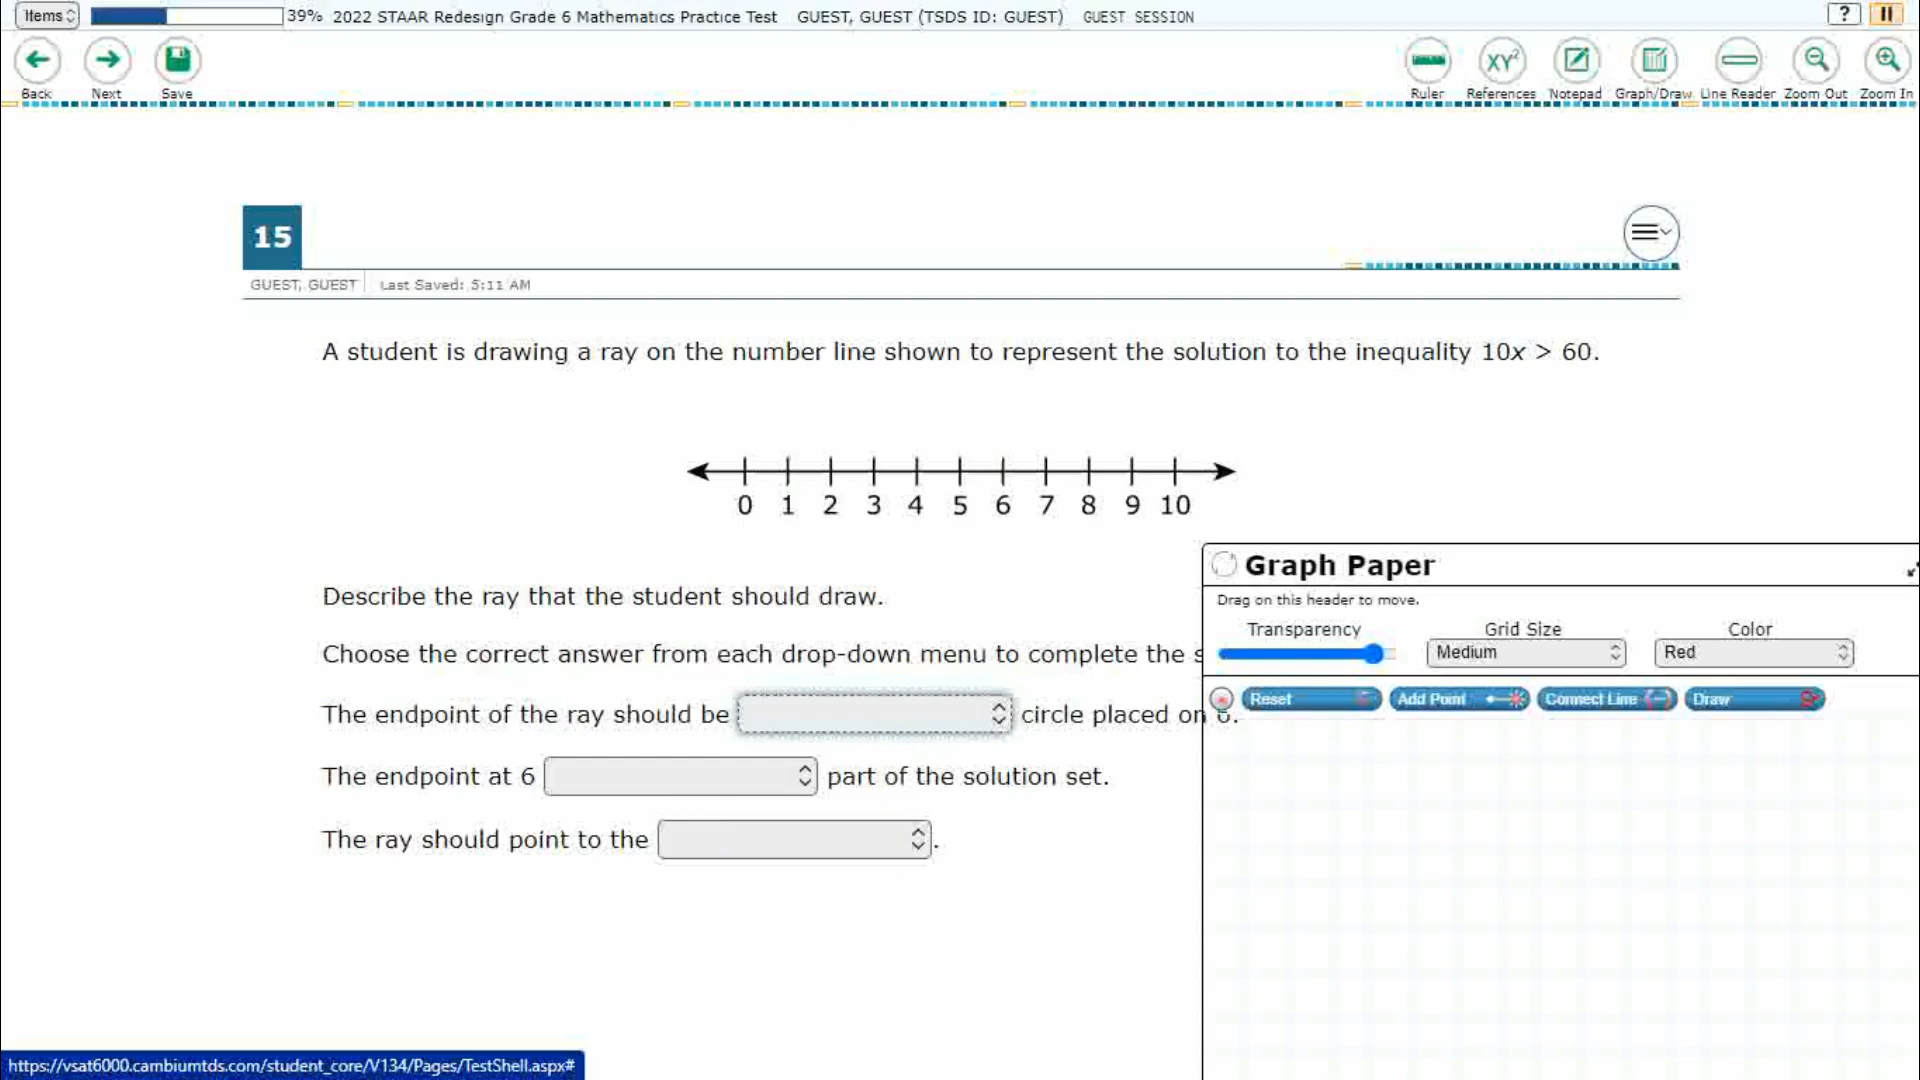 Items 39% 2022 STAAR Redesign Grade 6 Mathematics Practice Test GUEST, GUEST (TSDS ID: GUEST) GUEST SESSION ?
Back Next Save Ruler References Notepad Graph/Draw Line Reader Zoom Out Zoom In
XY²
15
GUEST, GUEST Last Saved: 5:11 AM
A student is drawing a ray on the number line shown to represent the solution to the inequality 10x > 60.
0 1 2 3 4 5 6 7 8 9 10
Graph Paper
Drag on this header to move.
Transparency Grid Size Color
Medium Red
Reset Add Point Connect Line Draw
Describe the ray that the student should draw.
Choose the correct answer from each drop-down menu to complete the s
The endpoint of the ray should be circle placed on 6.
The endpoint at 6 part of the solution set.
The ray should point to the .
https://vsat6000.cambiumtds.com/student_core/V134/Pages/TestShell.aspx#